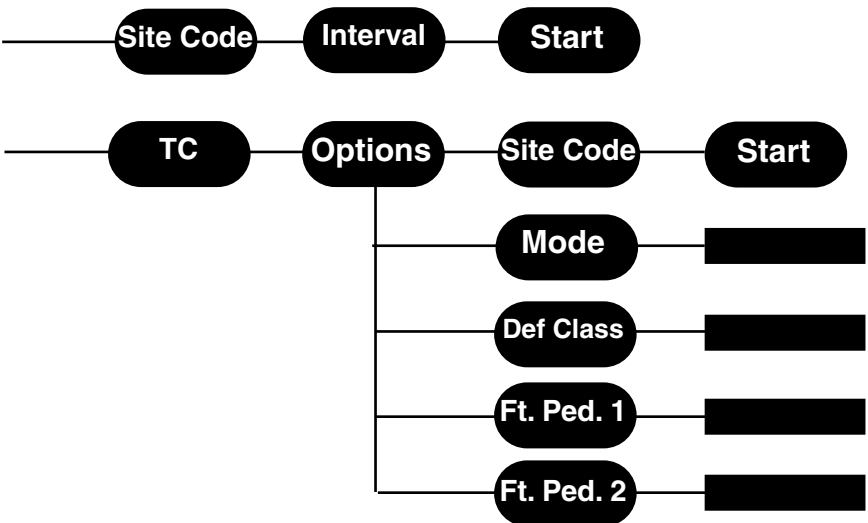 Site Code Interval Start
TC Options Site Code Start
Mode
Def Class
Ft. Ped. 1
Ft. Ped. 2